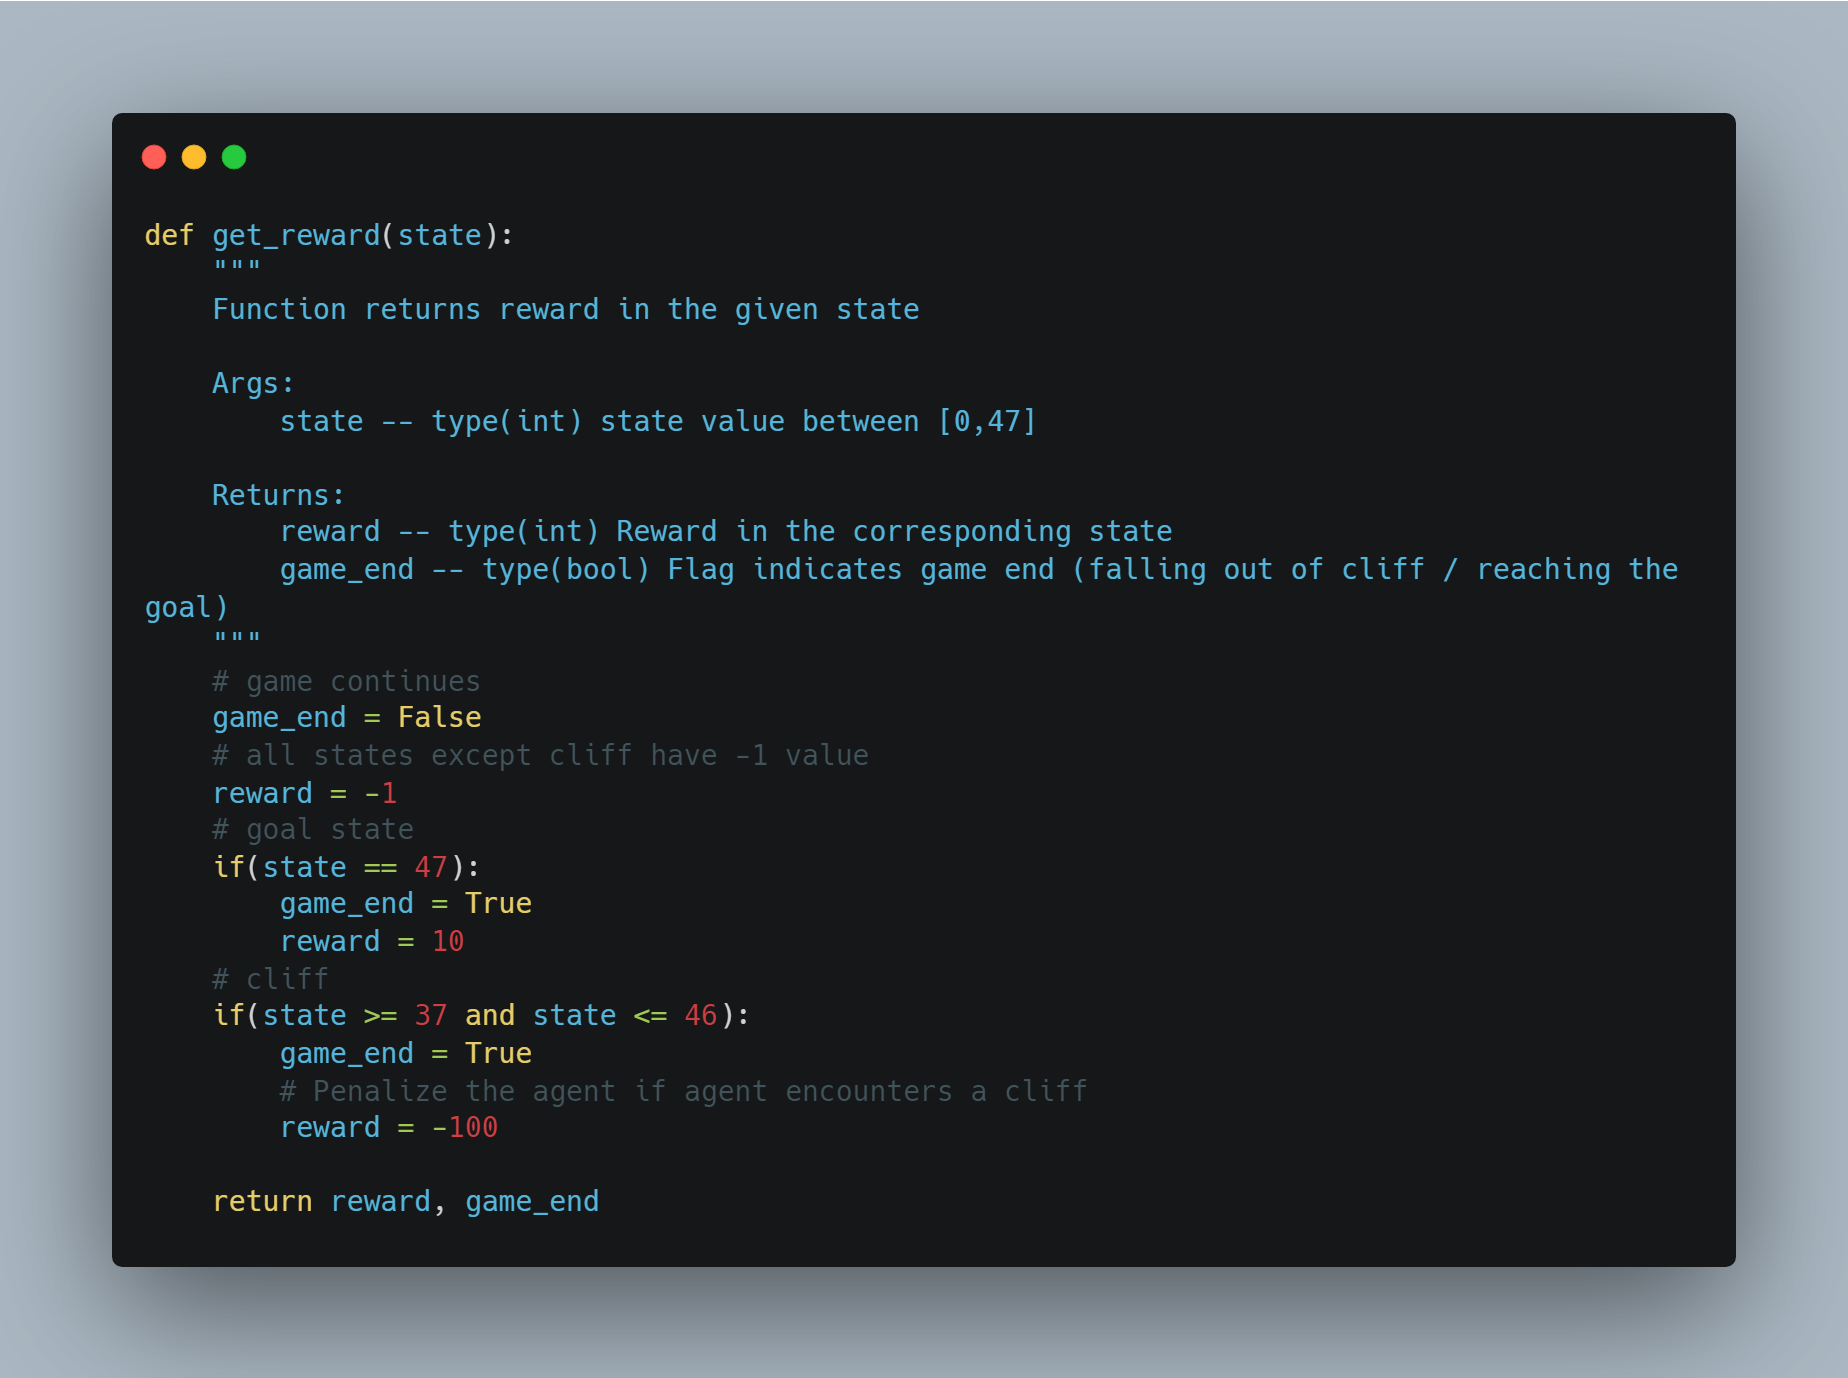 def get_reward(state):
    """
    Function returns reward in the given state

    Args:
        state -- type(int) state value between [0,47]

    Returns:
        reward -- type(int) Reward in the corresponding state
        game_end -- type(bool) Flag indicates game end (falling out of cliff / reaching the
goal)
    """
    # game continues
    game_end = False
    # all states except cliff have -1 value
    reward = -1
    # goal state
    if(state == 47):
        game_end = True
        reward = 10
    # cliff
    if(state >= 37 and state <= 46):
        game_end = True
        # Penalize the agent if agent encounters a cliff
        reward = -100

    return reward, game_end